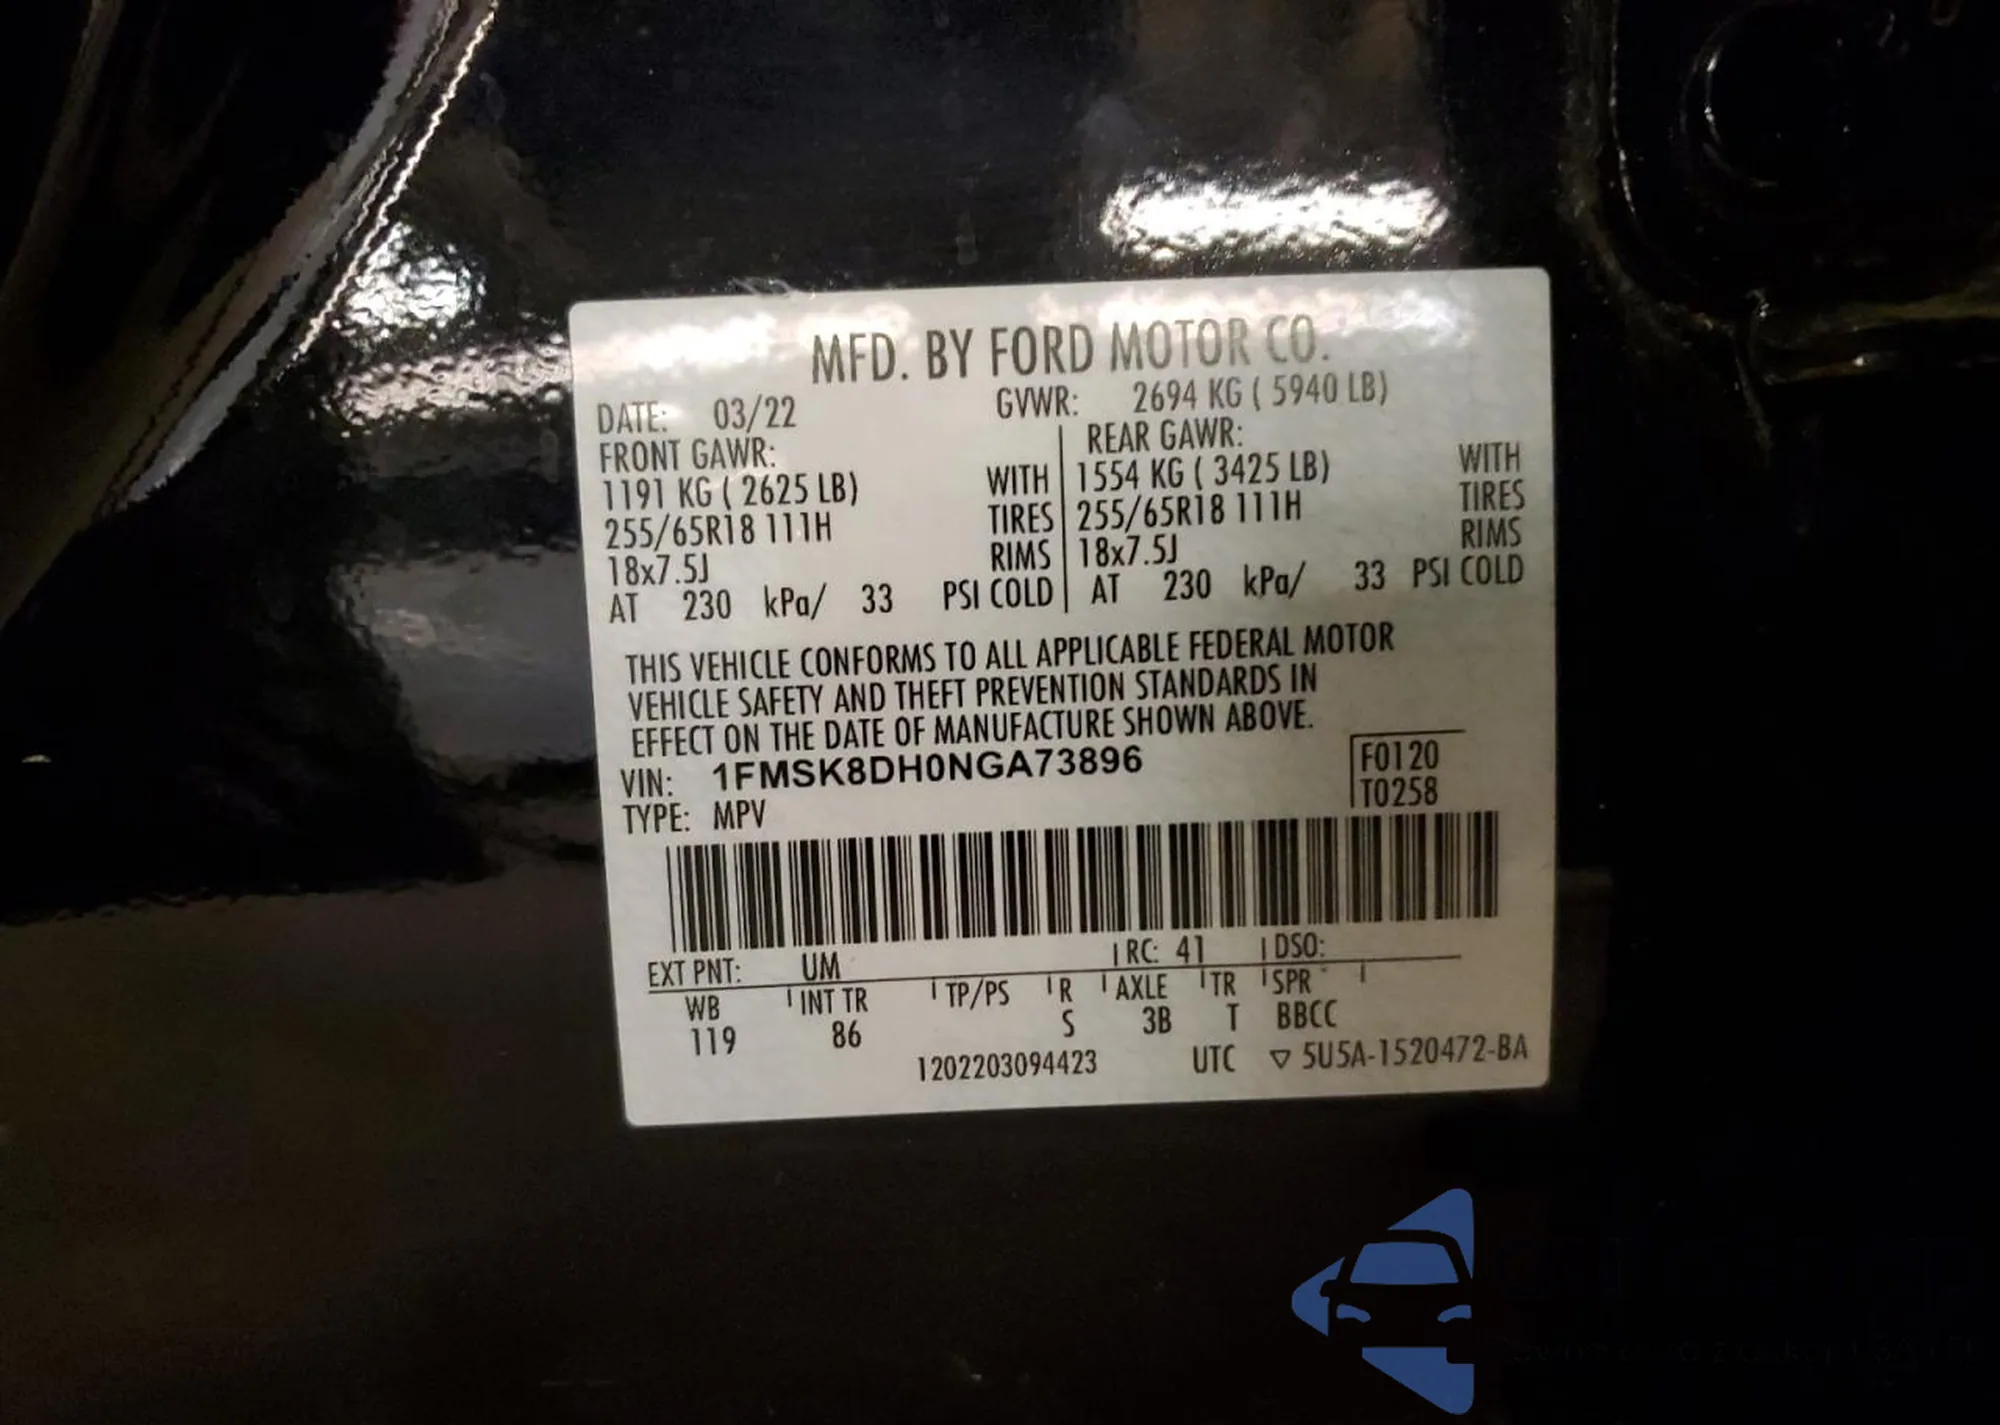 MFD. BY FORD MOTOR CO.
DATE: 03/22 GVWR: 2694 KG ( 5940 LB)
FRONT GAWR: REAR GAWR:
1191 KG ( 2625 LB) WITH 1554 KG ( 3425 LB) WITH
255/65R18 111H TIRES 255/65R18 111H TIRES
18x7.5J RIMS 18x7.5J RIMS
AT 230 kPa/ 33 PSI COLD AT 230 kPa/ 33 PSI COLD
THIS VEHICLE CONFORMS TO ALL APPLICABLE FEDERAL MOTOR
VEHICLE SAFETY AND THEFT PREVENTION STANDARDS IN
EFFECT ON THE DATE OF MANUFACTURE SHOWN ABOVE.
VIN: 1FMSK8DH0NGA73896 F0120
TYPE: MPV T0258
EXT PNT: UM RC: 41 DSO:
WB INT TR TP/PS R AXLE TR SPR
119 86 S 3B T BBCC
1202203094423 UTC ▽ 5U5A-1520472-BA